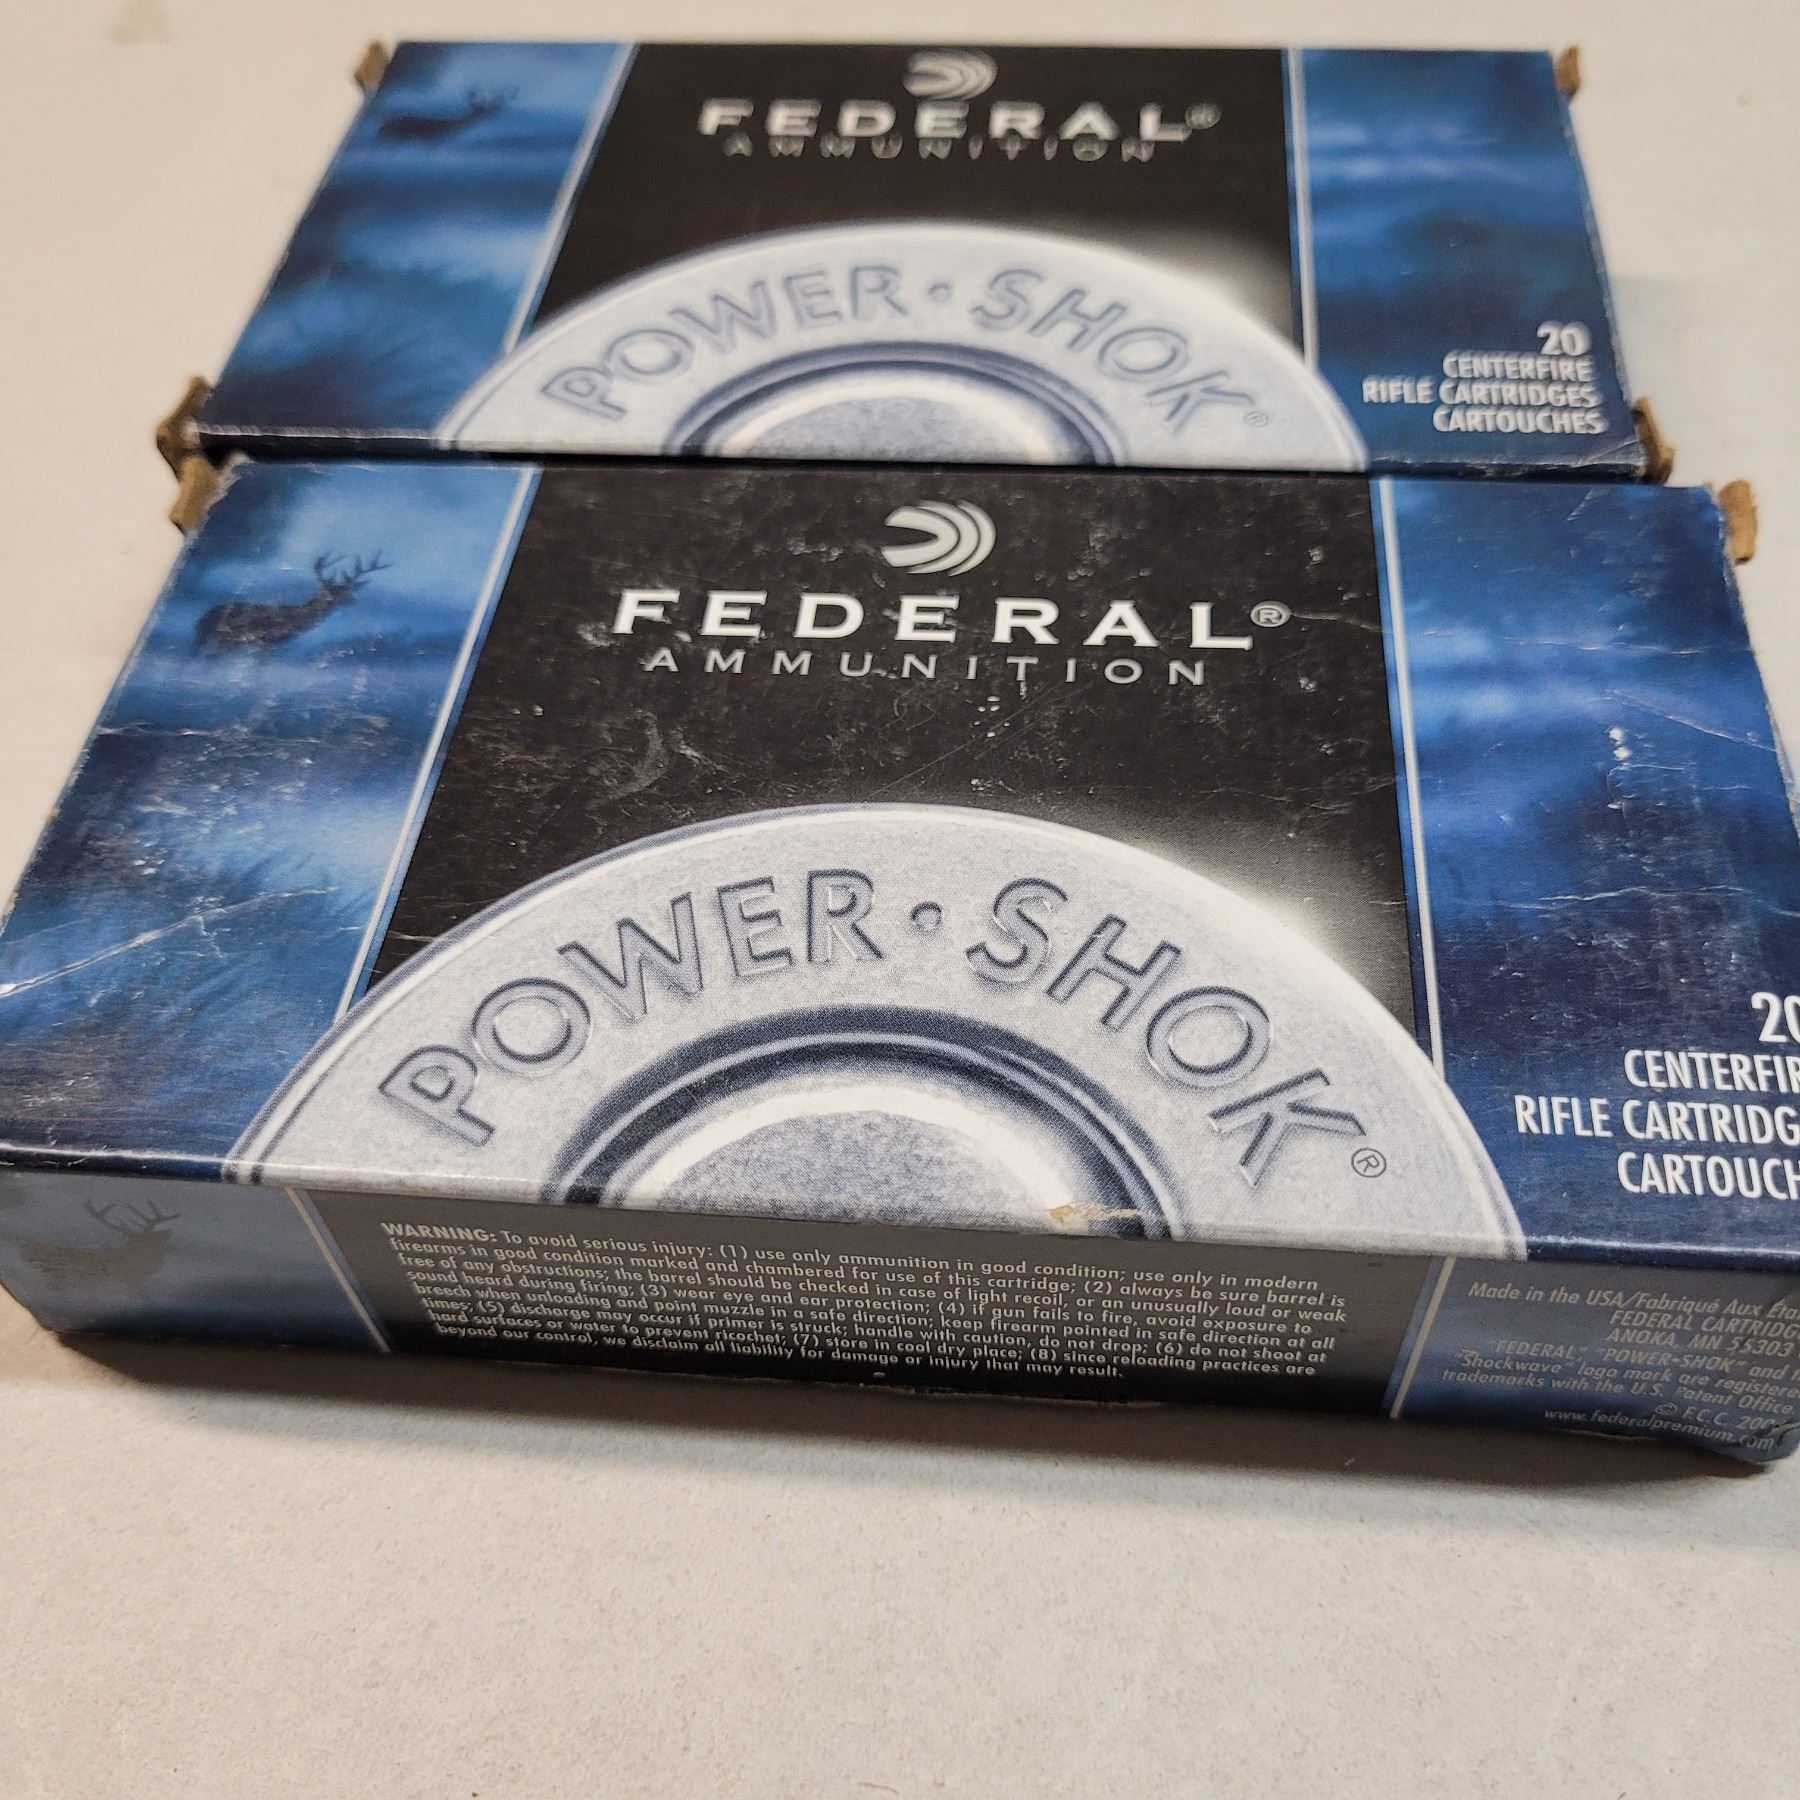 FEDERAL®
AMMUNITION
POWER•SHOK®
20
CENTERFIRE
RIFLE CARTRIDGES
CARTOUCHES
FEDERAL®
AMMUNITION
POWER•SHOK®
20
CENTERFIR
RIFLE CARTRIDG
CARTOUCH
WARNING: To avoid serious injury: (1) use only ammunition in good condition; use only in modern
firearms in good condition marked and chambered for use of this cartridge; (2) always be sure barrel is
free of any obstructions; the barrel should be checked in case of light recoil, or an unusually loud or weak
sound heard during firing; (3) wear eye and ear protection; (4) if gun fails to fire, avoid exposure to
breech when unloading and point muzzle in a safe direction; keep firearm pointed in safe direction at all
times; (5) discharge may occur if primer is struck; handle with caution, do not drop; (6) do not shoot at
hard surfaces or water to prevent ricochet; (7) store in cool dry place; (8) since reloading practices are
beyond our control, we disclaim all liability for damage or injury that may result.
Made in the USA/Fabriqué Aux Éta
FEDERAL CARTRIDG
ANOKA, MN 55303
"FEDERAL" "POWER-SHOK" and
"Shockwave" logo mark are registere
trademarks with the U.S. Patent Office
© F.C.C. 200
www.federalpremium.com